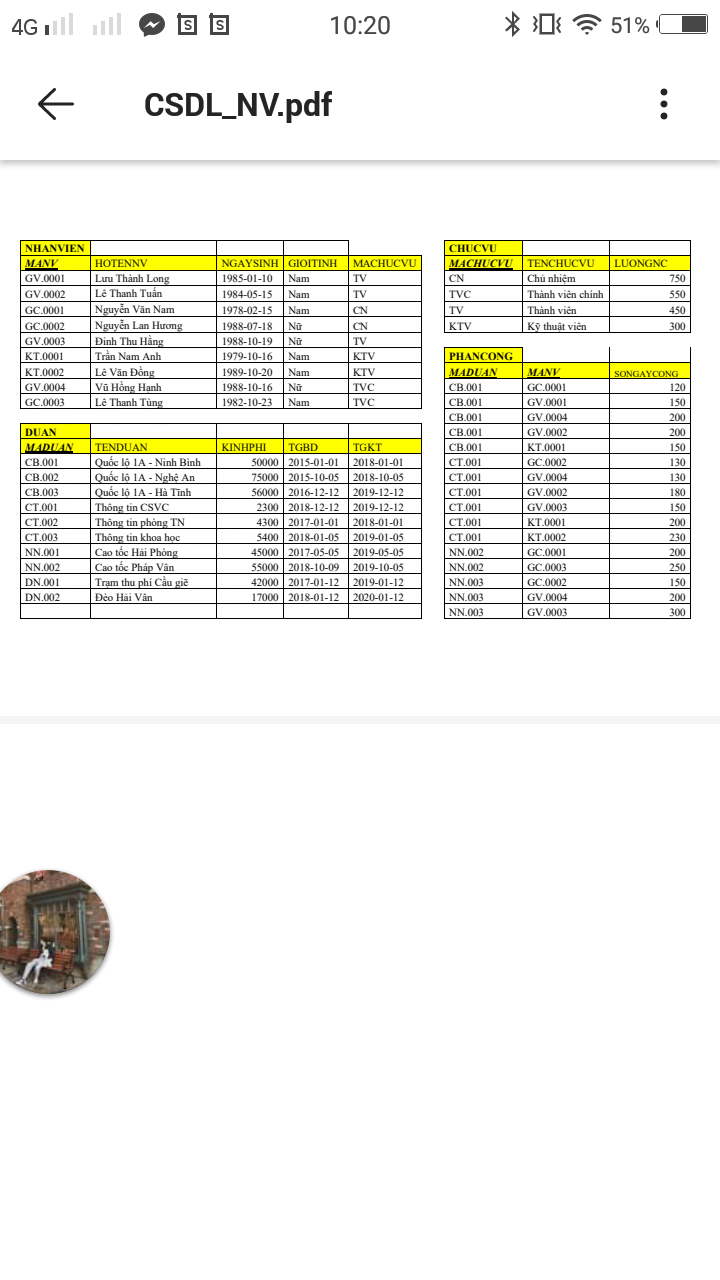 4G 10:20 51%
CSDL_NV.pdf
NHANVIEN
MANV HOTENNV NGAYSINH GIOITINH MACHUCVU
GV.0001 Lưu Thành Long 1985-01-10 Nam TV
GV.0002 Lê Thanh Tuấn 1984-05-15 Nam TV
GC.0001 Nguyễn Văn Nam 1978-02-15 Nam CN
GC.0002 Nguyễn Lan Hương 1988-07-18 Nữ CN
GV.0003 Đinh Thu Hằng 1988-10-19 Nữ TV
KT.0001 Trần Nam Anh 1979-10-16 Nam KTV
KT.0002 Lê Văn Đồng 1989-10-20 Nam KTV
GV.0004 Vũ Hồng Hạnh 1988-10-16 Nữ TVC
GC.0003 Lê Thanh Tùng 1982-10-23 Nam TVC
DUAN
MADUAN TENDUAN KINHPHI TGBD TGKT
CB.001 Quốc lộ 1A - Ninh Bình 50000 2015-01-01 2018-01-01
CB.002 Quốc lộ 1A - Nghệ An 75000 2015-10-05 2018-10-05
CB.003 Quốc lộ 1A - Hà Tĩnh 56000 2016-12-12 2019-12-12
CT.001 Thông tin CSVC 2300 2018-12-12 2019-12-12
CT.002 Thông tin phòng TN 4300 2017-01-01 2018-01-01
CT.003 Thông tin khoa học 5400 2018-01-05 2019-01-05
NN.001 Cao tốc Hải Phòng 45000 2017-05-05 2019-05-05
NN.002 Cao tốc Pháp Vân 55000 2018-10-09 2019-10-05
DN.001 Trạm thu phí Cầu giẽ 42000 2017-01-12 2019-01-12
DN.002 Đèo Hải Vân 17000 2018-01-12 2020-01-12
CHUCVU
MACHUCVU TENCHUCVU LUONGNC
CN Chủ nhiệm 750
TVC Thành viên chính 550
TV Thành viên 450
KTV Kỹ thuật viên 300
PHANCONG
MADUAN MANV SONGAYCONG
CB.001 GC.0001 120
CB.001 GV.0001 150
CB.001 GV.0004 200
CB.001 GV.0002 200
CB.001 KT.0001 150
CT.001 GC.0002 130
CT.001 GV.0004 130
CT.001 GV.0002 180
CT.001 GV.0003 150
CT.001 KT.0001 200
CT.001 KT.0002 230
NN.002 GC.0001 200
NN.002 GC.0003 250
NN.003 GC.0002 150
NN.003 GV.0004 200
NN.003 GV.0003 300